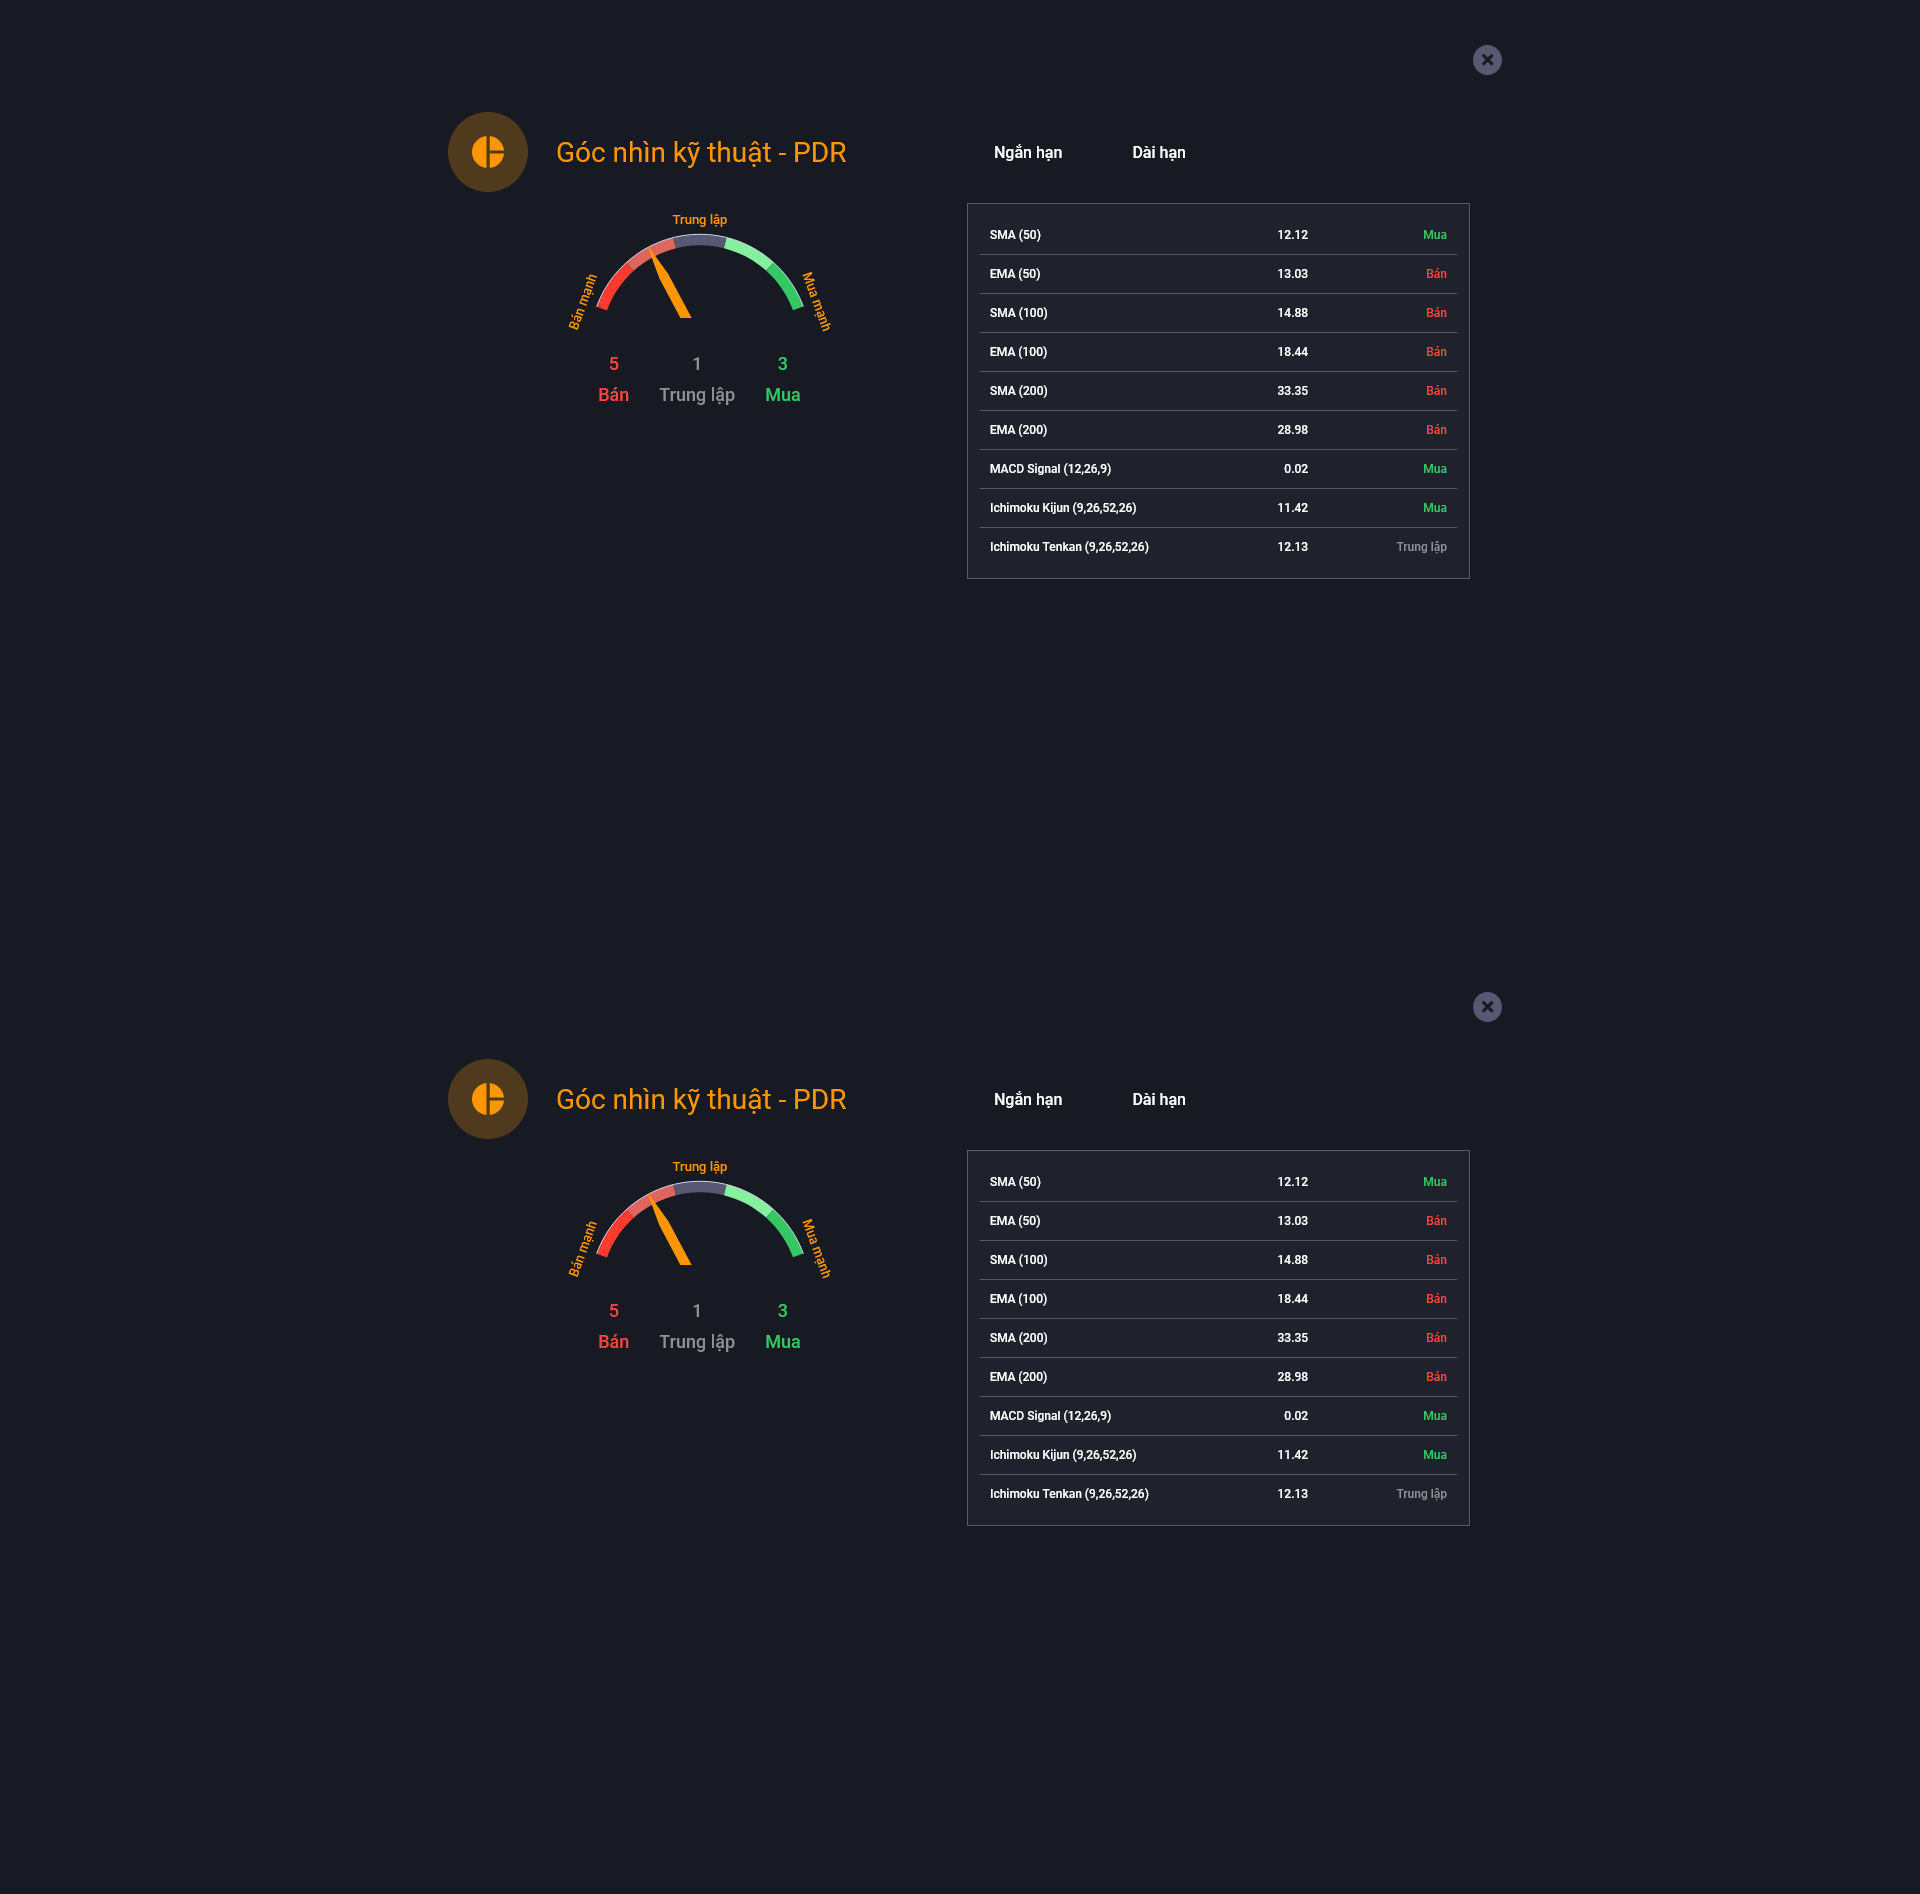 Góc nhìn kỹ thuật - PDR
Ngắn hạn Dài hạn
Trung lập
Bán mạnh
Mua mạnh
5 1 3
Bán Trung lập Mua
SMA (50) 12.12 Mua
EMA (50) 13.03 Bán
SMA (100) 14.88 Bán
EMA (100) 18.44 Bán
SMA (200) 33.35 Bán
EMA (200) 28.98 Bán
MACD Signal (12,26,9) 0.02 Mua
Ichimoku Kijun (9,26,52,26) 11.42 Mua
Ichimoku Tenkan (9,26,52,26) 12.13 Trung lập
Góc nhìn kỹ thuật - PDR
Ngắn hạn Dài hạn
Trung lập
Bán mạnh
Mua mạnh
5 1 3
Bán Trung lập Mua
SMA (50) 12.12 Mua
EMA (50) 13.03 Bán
SMA (100) 14.88 Bán
EMA (100) 18.44 Bán
SMA (200) 33.35 Bán
EMA (200) 28.98 Bán
MACD Signal (12,26,9) 0.02 Mua
Ichimoku Kijun (9,26,52,26) 11.42 Mua
Ichimoku Tenkan (9,26,52,26) 12.13 Trung lập